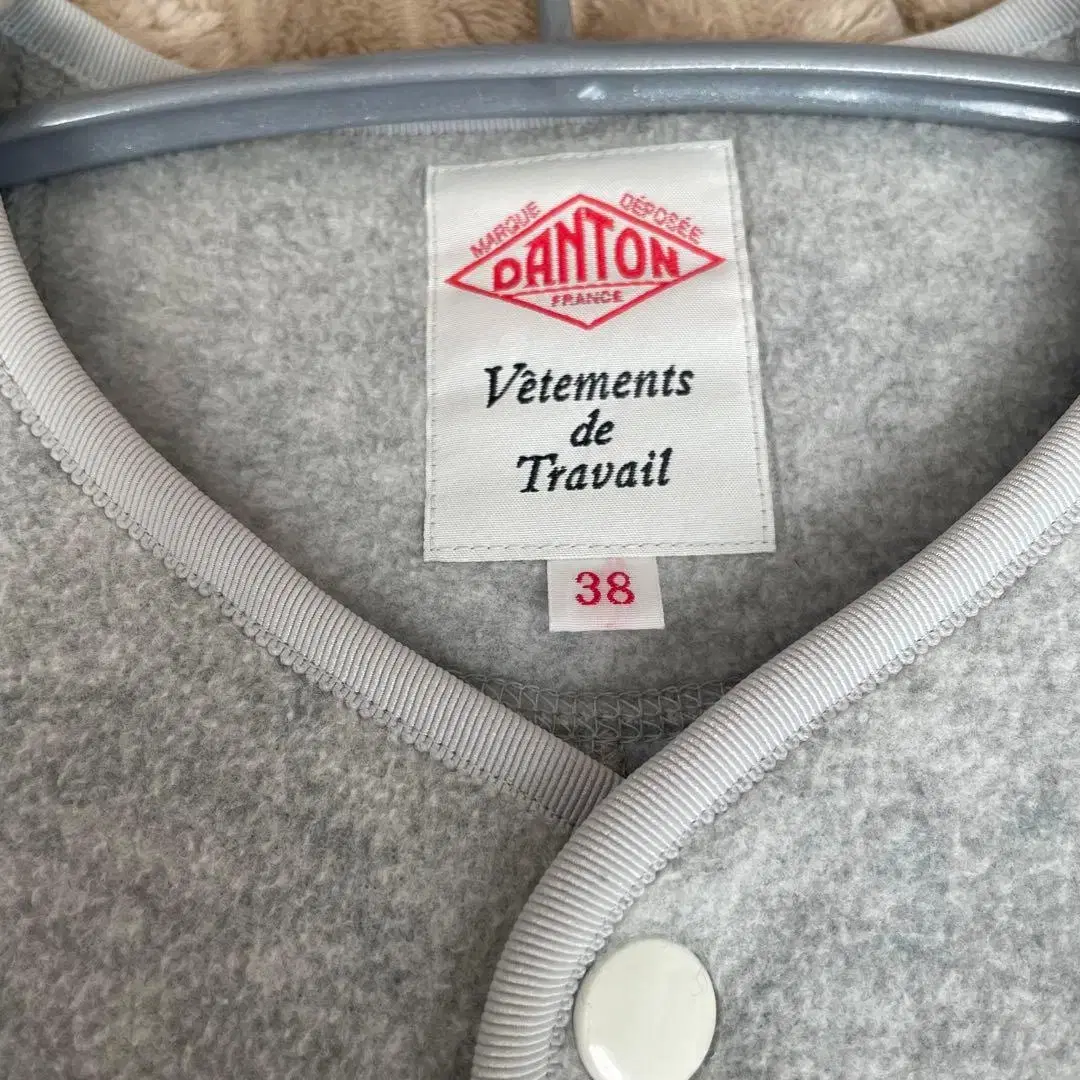 MARQUE DÉPOSÉE
DANTON
FRANCE
Vêtements
de
Travail
38